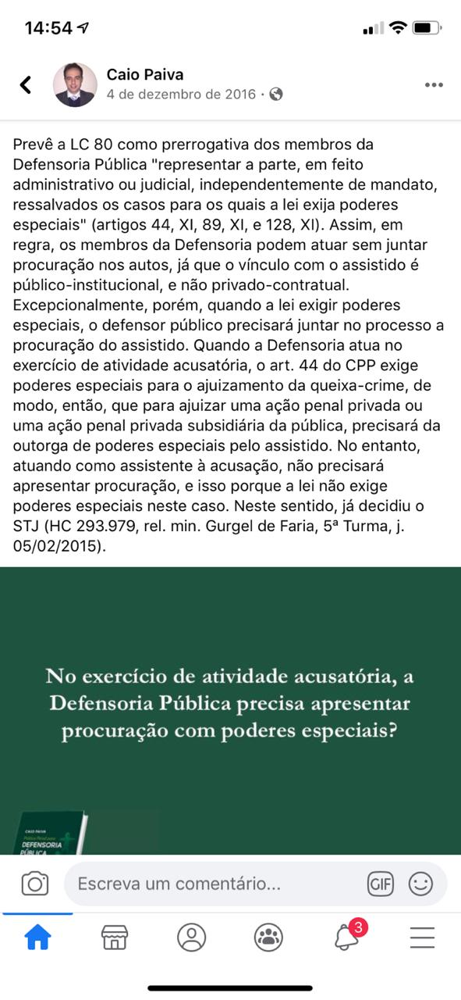 14:54
Caio Paiva
4 de dezembro de 2016 ·
Prevê a LC 80 como prerrogativa dos membros da
Defensoria Pública "representar a parte, em feito
administrativo ou judicial, independentemente de mandato,
ressalvados os casos para os quais a lei exija poderes
especiais" (artigos 44, XI, 89, XI, e 128, XI). Assim, em
regra, os membros da Defensoria podem atuar sem juntar
procuração nos autos, já que o vínculo com o assistido é
público-institucional, e não privado-contratual.
Excepcionalmente, porém, quando a lei exigir poderes
especiais, o defensor público precisará juntar no processo a
procuração do assistido. Quando a Defensoria atua no
exercício de atividade acusatória, o art. 44 do CPP exige
poderes especiais para o ajuizamento da queixa-crime, de
modo, então, que para ajuizar uma ação penal privada ou
uma ação penal privada subsidiária da pública, precisará da
outorga de poderes especiais pelo assistido. No entanto,
atuando como assistente à acusação, não precisará
apresentar procuração, e isso porque a lei não exige
poderes especiais neste caso. Neste sentido, já decidiu o
STJ (HC 293.979, rel. min. Gurgel de Faria, 5ª Turma, j.
05/02/2015).
No exercício de atividade acusatória, a
Defensoria Pública precisa apresentar
procuração com poderes especiais?
CAIO PAIVA
Prática Penal para
DEFENSORIA
PÚBLICA
Escreva um comentário...
GIF
3